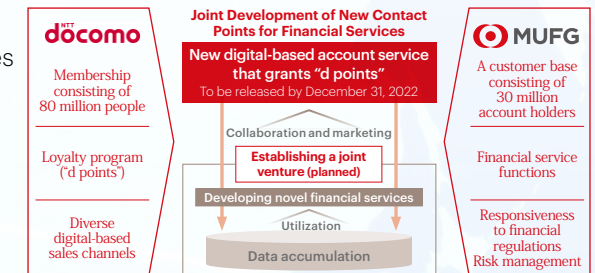 es
NTT
döcomo
Membership
consisting of
80 million people
Loyalty program
("d points")
Diverse
digital-based
sales channels
Joint Development of New Contact
Points for Financial Services
New digital-based account service
that grants "d points"
To be released by December 31, 2022
Collaboration and marketing
Establishing a joint
venture (planned)
Developing novel financial services
Utilization
Data accumulation
MUFG
A customer base
consisting of
30 million
account holders
Financial service
functions
Responsiveness
to financial
regulations
Risk management